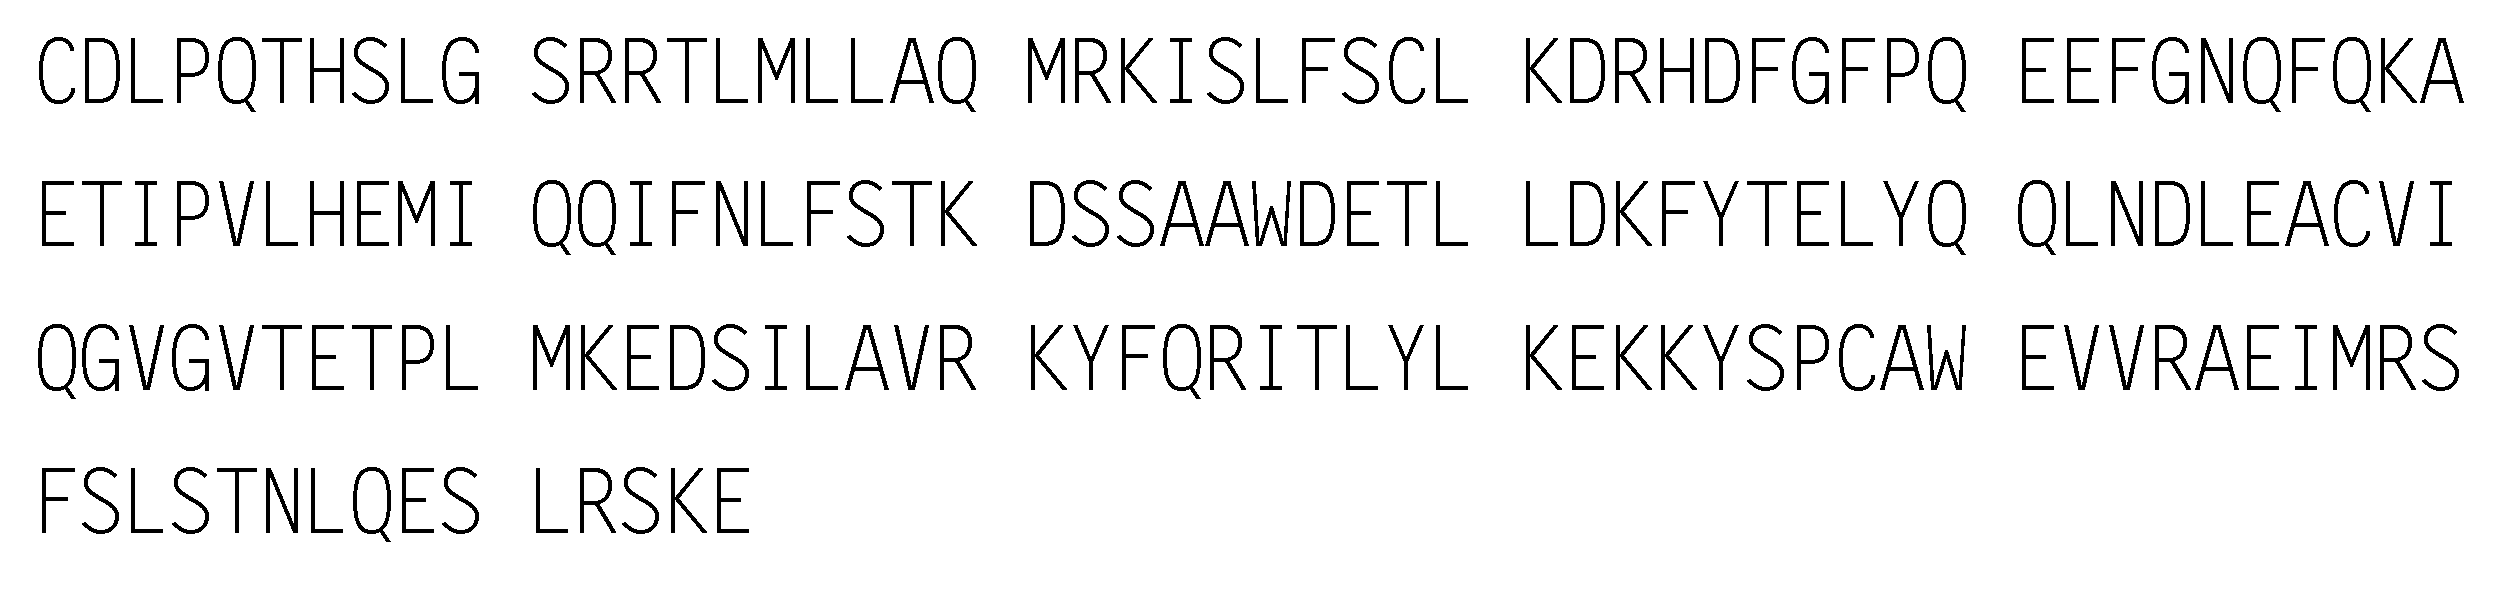 CDLPQTHSLG SRRTLMLLAQ MRKISLFSCL KDRHDFGFPQ EEFGNQFQKA
ETIPVLHEMI QQIFNLFSTK DSSAAWDETL LDKFYTELYQ QLNDLEACVI
QGVGVTETPL MKEDSILAVR KYFQRITLYL KEKKYSPCAW EVVRAEIMRS
FSLSTNLQES LRSKE